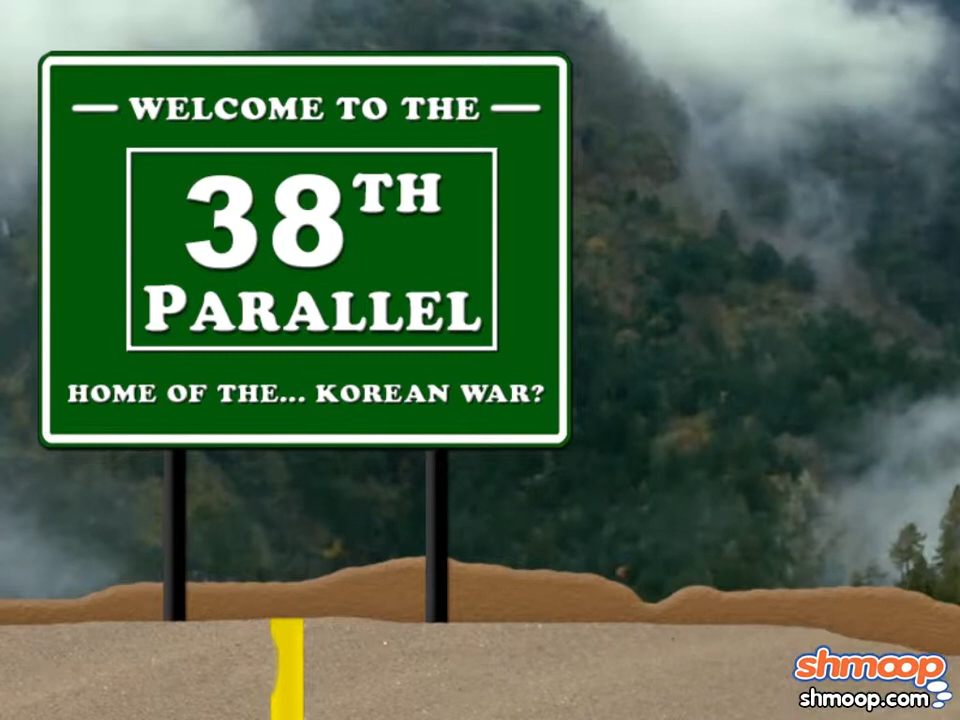 — WELCOME TO THE —
38TH
PARALLEL
HOME OF THE... KOREAN WAR?
shmoop
shmoop.com